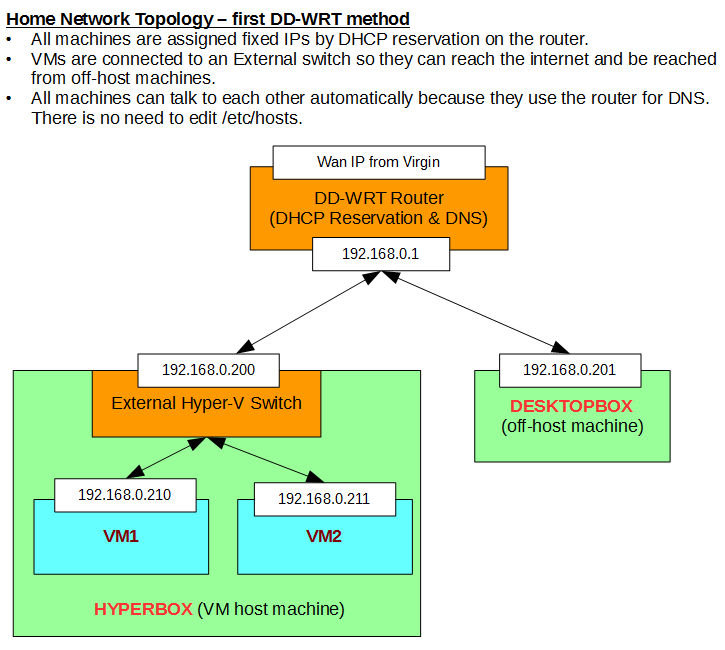 Home Network Topology – first DD-WRT method
• All machines are assigned fixed IPs by DHCP reservation on the router.
• VMs are connected to an External switch so they can reach the internet and be reached
from off-host machines.
• All machines can talk to each other automatically because they use the router for DNS.
There is no need to edit /etc/hosts.
Wan IP from Virgin
DD-WRT Router
(DHCP Reservation & DNS)
192.168.0.1
192.168.0.200
External Hyper-V Switch
192.168.0.201
DESKTOPBOX
(off-host machine)
192.168.0.210
VM1
192.168.0.211
VM2
HYPERBOX (VM host machine)